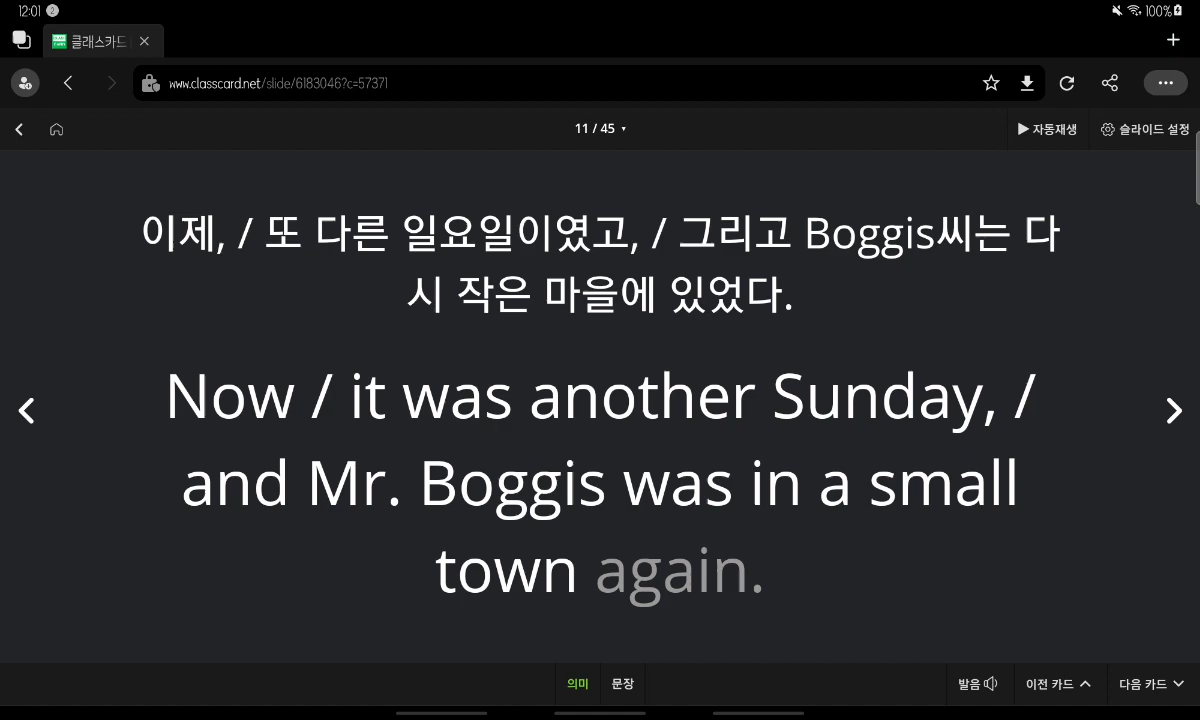 12:01 2 100%
클래스카드
www.classcard.net/slide/6183046?c=57371
11 / 45
자동재생
슬라이드 설정
이제, / 또 다른 일요일이였고, / 그리고 Boggis씨는 다
시 작은 마을에 있었다.
Now / it was another Sunday, /
and Mr. Boggis was in a small
town again.
의미
문장
발음
이전 카드
다음 카드